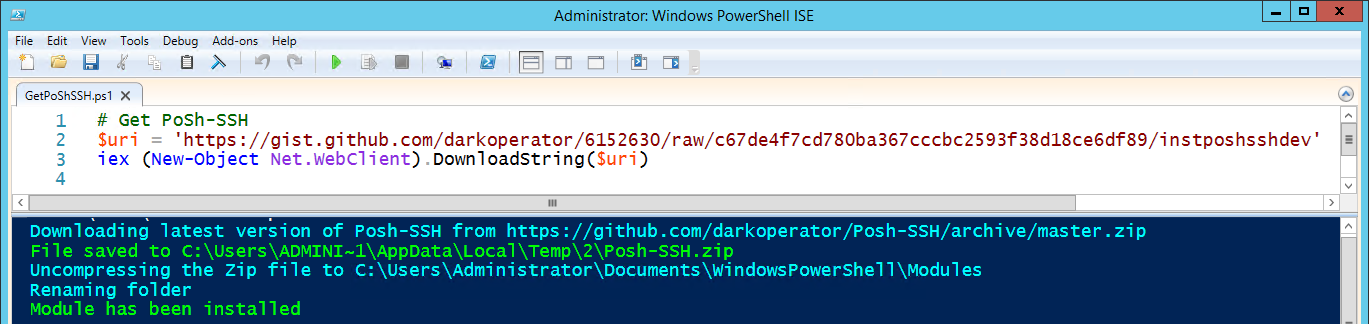 Administrator: Windows PowerShell ISE
File Edit View Tools Debug Add-ons Help
GetPoShSSH.ps1
1 # Get PoSh-SSH
2 $uri = 'https://gist.github.com/darkoperator/6152630/raw/c67de4f7cd780ba367cccbc2593f38d18ce6df89/instposhsshdev'
3 iex (New-Object Net.WebClient).DownloadString($uri)
4
Downloading latest version of Posh-SSH from https://github.com/darkoperator/Posh-SSH/archive/master.zip
File saved to C:\Users\ADMINI~1\AppData\Local\Temp\2\Posh-SSH.zip
Uncompressing the Zip file to C:\Users\Administrator\Documents\WindowsPowerShell\Modules
Renaming folder
Module has been installed